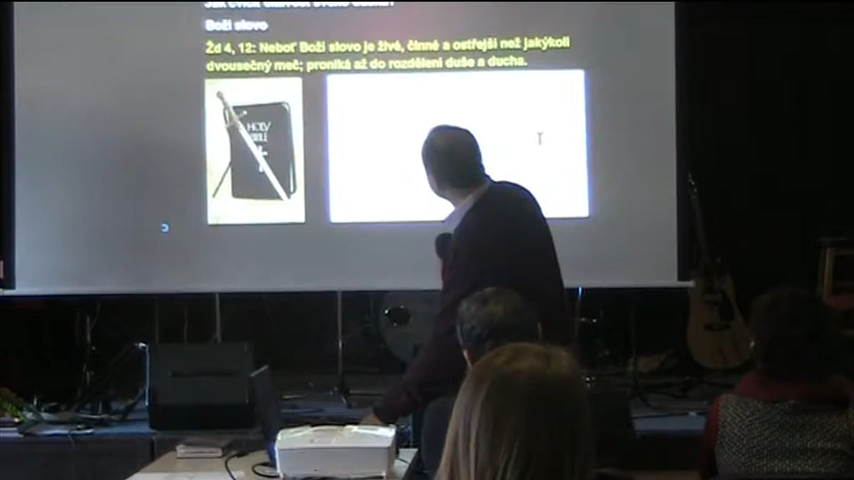 Boží slovo
Žd 4, 12: Neboť Boží slovo je živé, činné a ostřejší než jakýkoli
dvousečný meč; proniká až do rozdělení duše a ducha.
HOLY